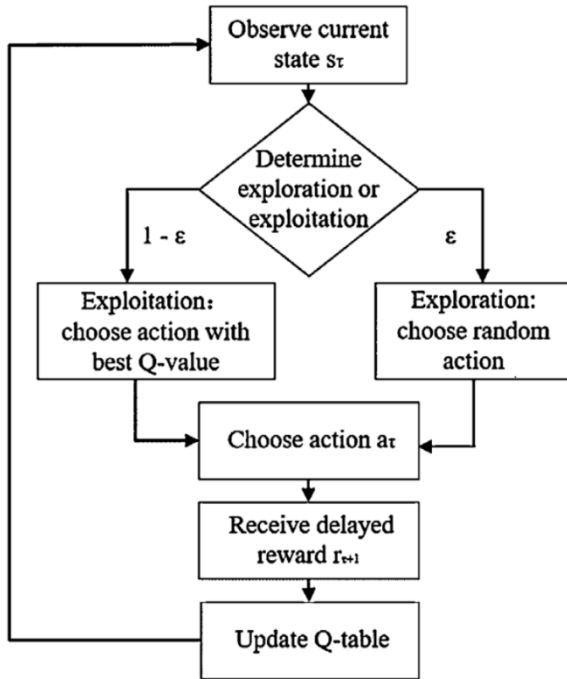 Observe current
state sτ
Determine
exploration or
exploitation
1 - ε
ε
Exploitation:
choose action with
best Q-value
Exploration:
choose random
action
Choose action aτ
Receive delayed
reward rτ+1
Update Q-table